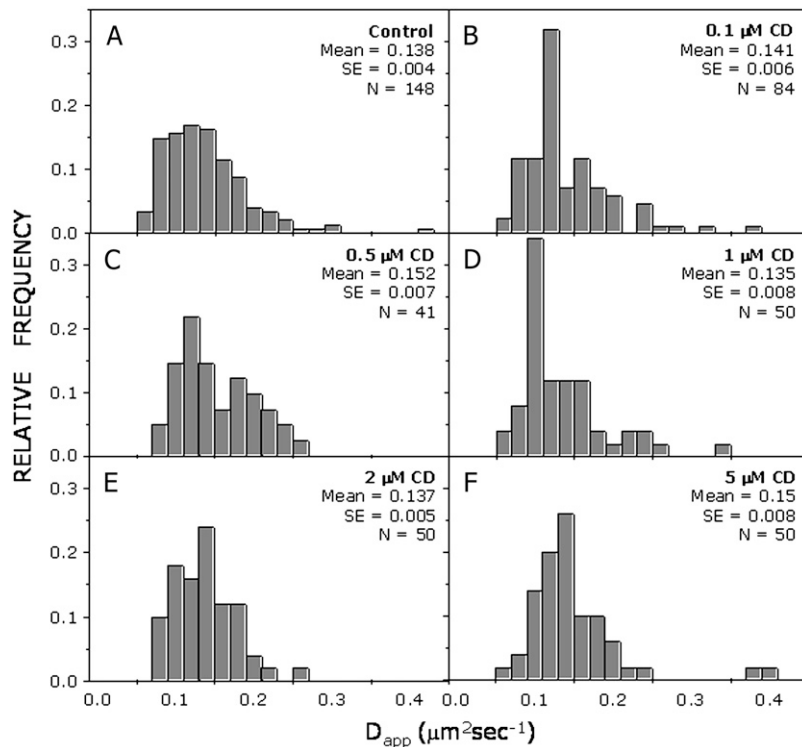 RELATIVE FREQUENCY
A
Control
Mean = 0.138
SE = 0.004
N = 148
0.3
0.2
0.1
0.0
B
0.1 μM CD
Mean = 0.141
SE = 0.006
N = 84
C
0.5 μM CD
Mean = 0.152
SE = 0.007
N = 41
0.3
0.2
0.1
0.0
D
1 μM CD
Mean = 0.135
SE = 0.008
N = 50
E
2 μM CD
Mean = 0.137
SE = 0.005
N = 50
0.3
0.2
0.1
0.0
F
5 μM CD
Mean = 0.15
SE = 0.008
N = 50
0.0 0.1 0.2 0.3 0.4 0.0 0.1 0.2 0.3 0.4
Dapp (μm²sec⁻¹)